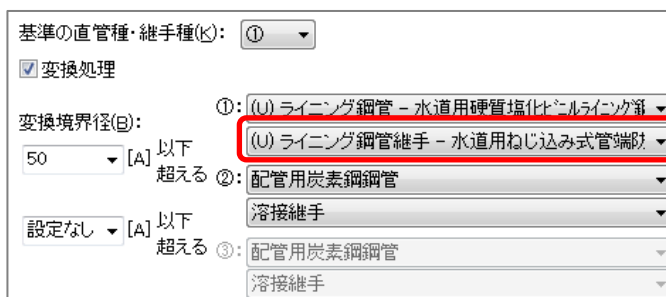 基準の直管種・継手種(K): ①
変換処理
変換境界径(B):
①: (U) ライニング鋼管 − 水道用硬質塩化ビニルライニング鋼
(U) ライニング鋼管継手 − 水道用ねじ込み式管端防
50 [A] 以下
超える ②: 配管用炭素鋼鋼管
溶接継手
設定なし [A] 以下
超える ③: 配管用炭素鋼鋼管
溶接継手